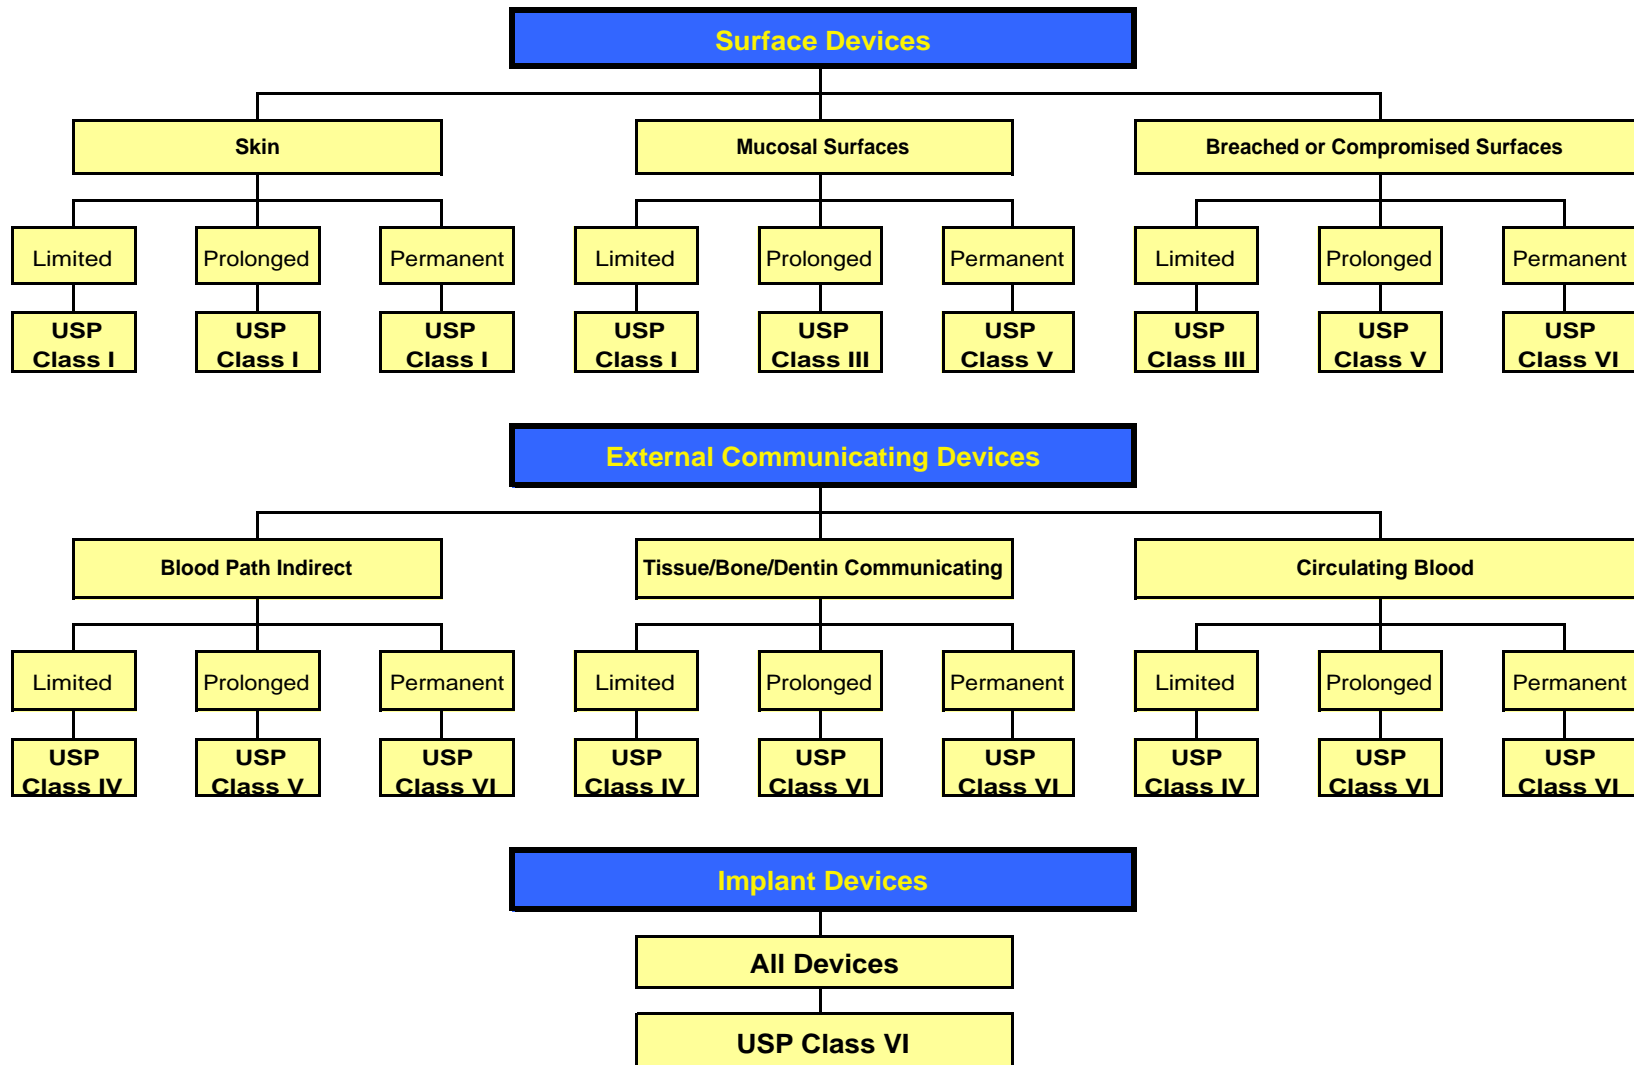 Surface Devices
Skin
Mucosal Surfaces
Breached or Compromised Surfaces
Limited
Prolonged
Permanent
Limited
Prolonged
Permanent
Limited
Prolonged
Permanent
USP
Class I
USP
Class I
USP
Class I
USP
Class I
USP
Class III
USP
Class V
USP
Class III
USP
Class V
USP
Class VI
External Communicating Devices
Blood Path Indirect
Tissue/Bone/Dentin Communicating
Circulating Blood
Limited
Prolonged
Permanent
Limited
Prolonged
Permanent
Limited
Prolonged
Permanent
USP
Class IV
USP
Class V
USP
Class VI
USP
Class IV
USP
Class VI
USP
Class VI
USP
Class IV
USP
Class VI
USP
Class VI
Implant Devices
All Devices
USP Class VI